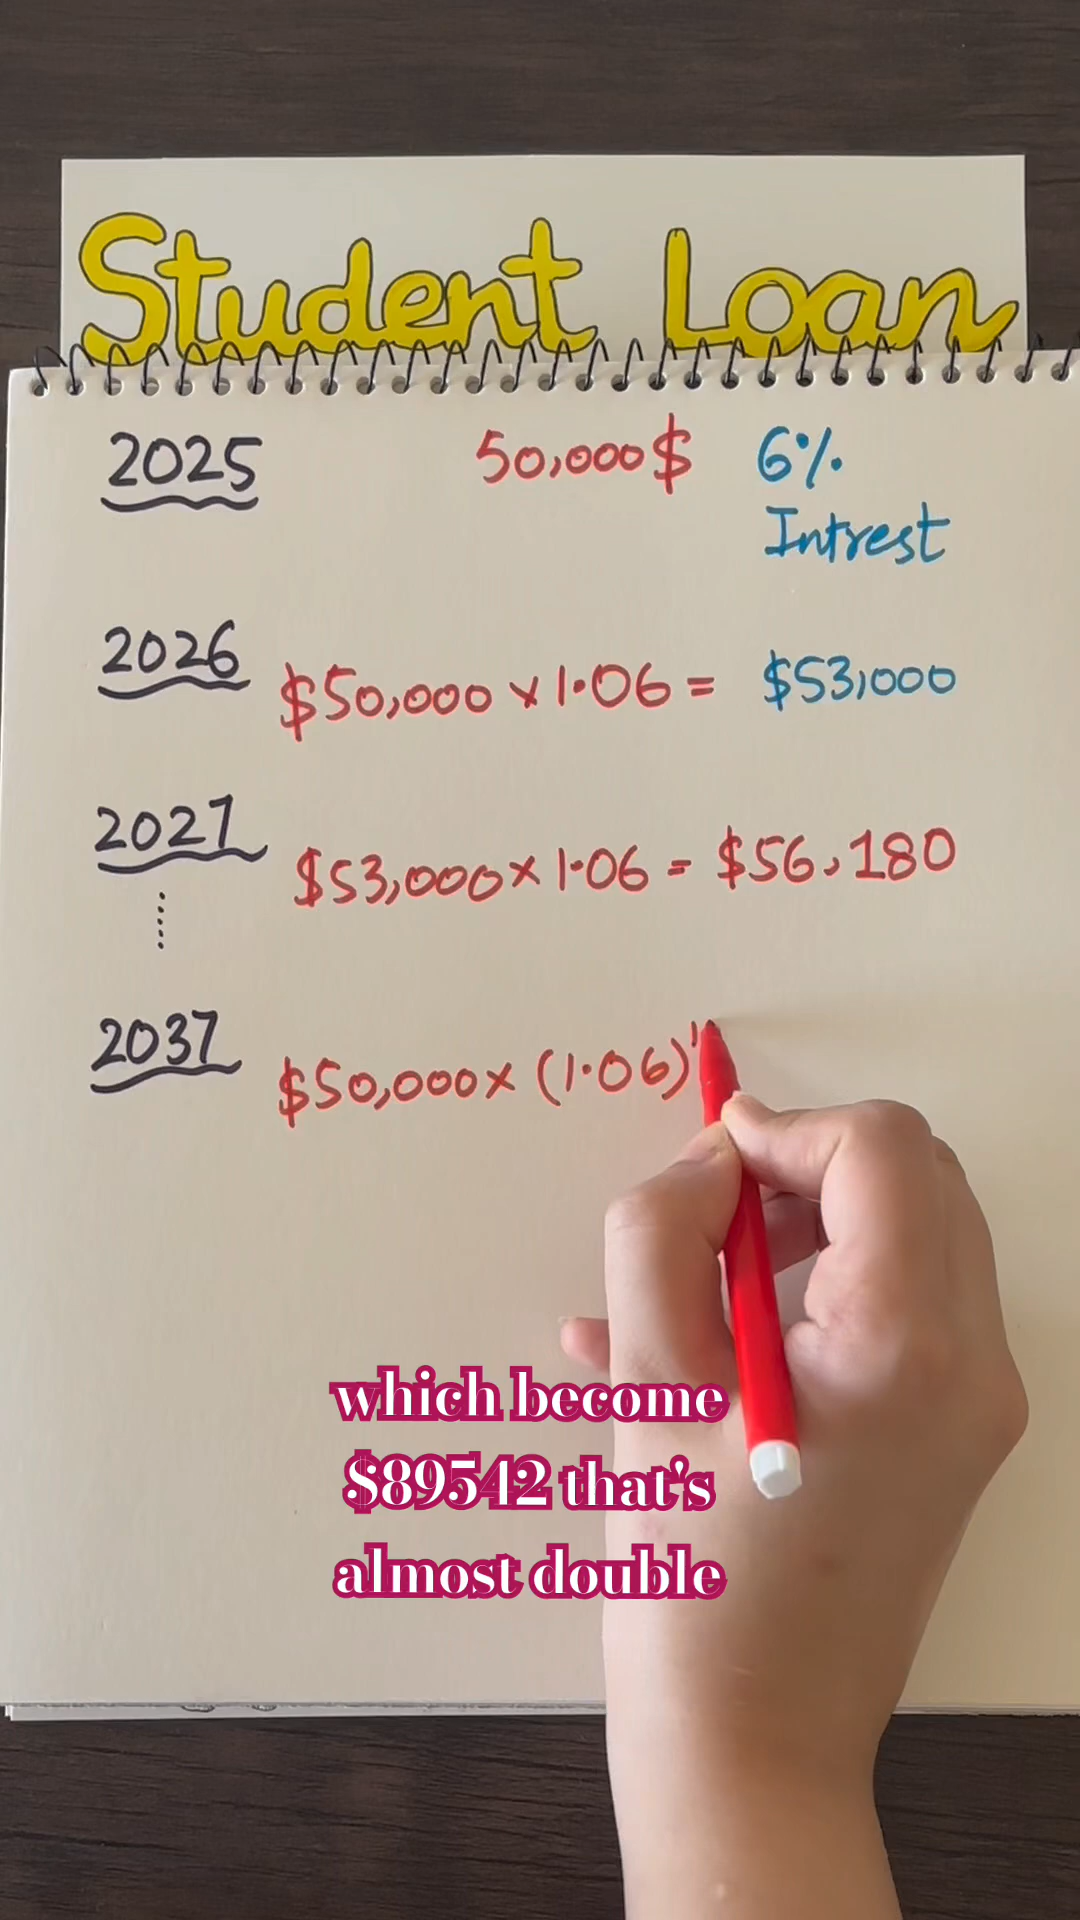 Student Loan
2025 50,000$ 6%
Intrest
2026
$50,000 x 1.06 = $53,000
2027
$53,000 x 1.06 = $56,180
2037
$50,000 x (1.06)
which become
$89542 that's
almost double